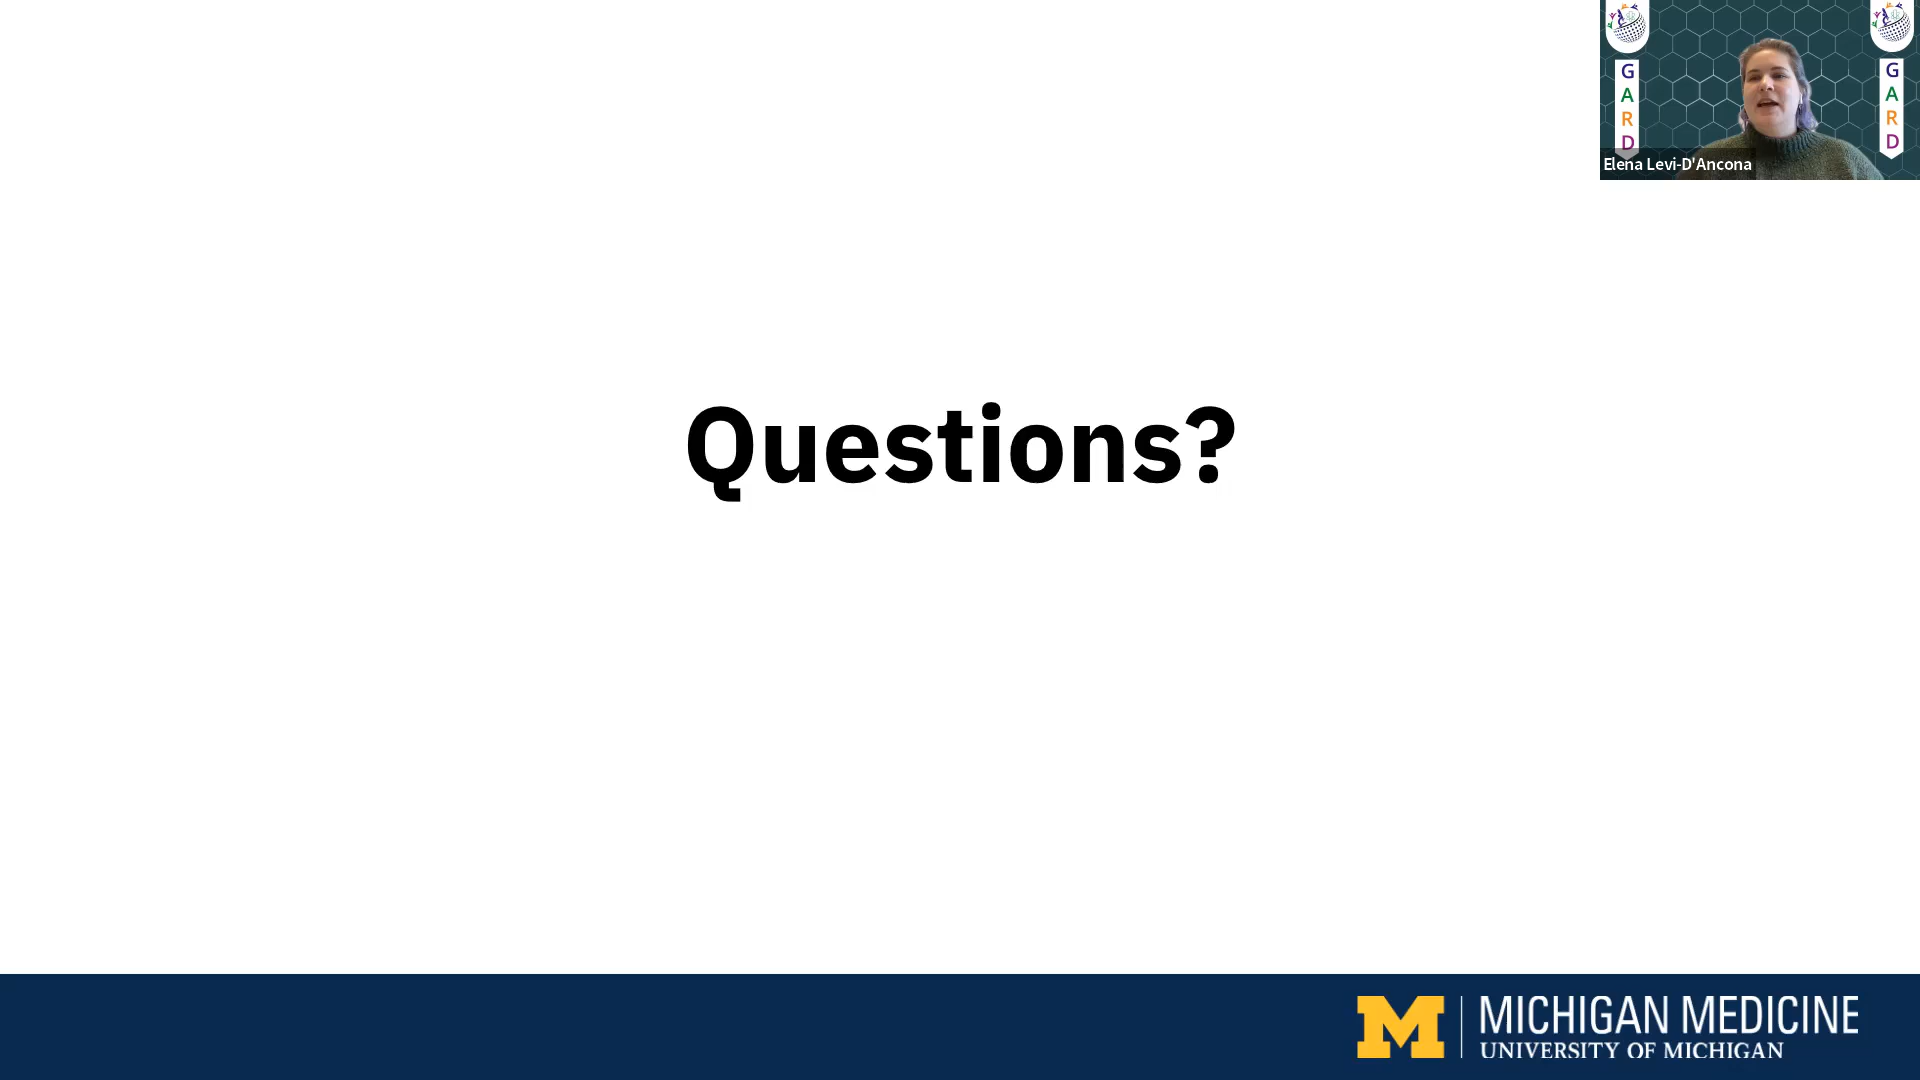 G
A
R
D
G
A
R
D
Elena Levi-D'Ancona
Questions?
M
MICHIGAN MEDICINE
UNIVERSITY OF MICHIGAN